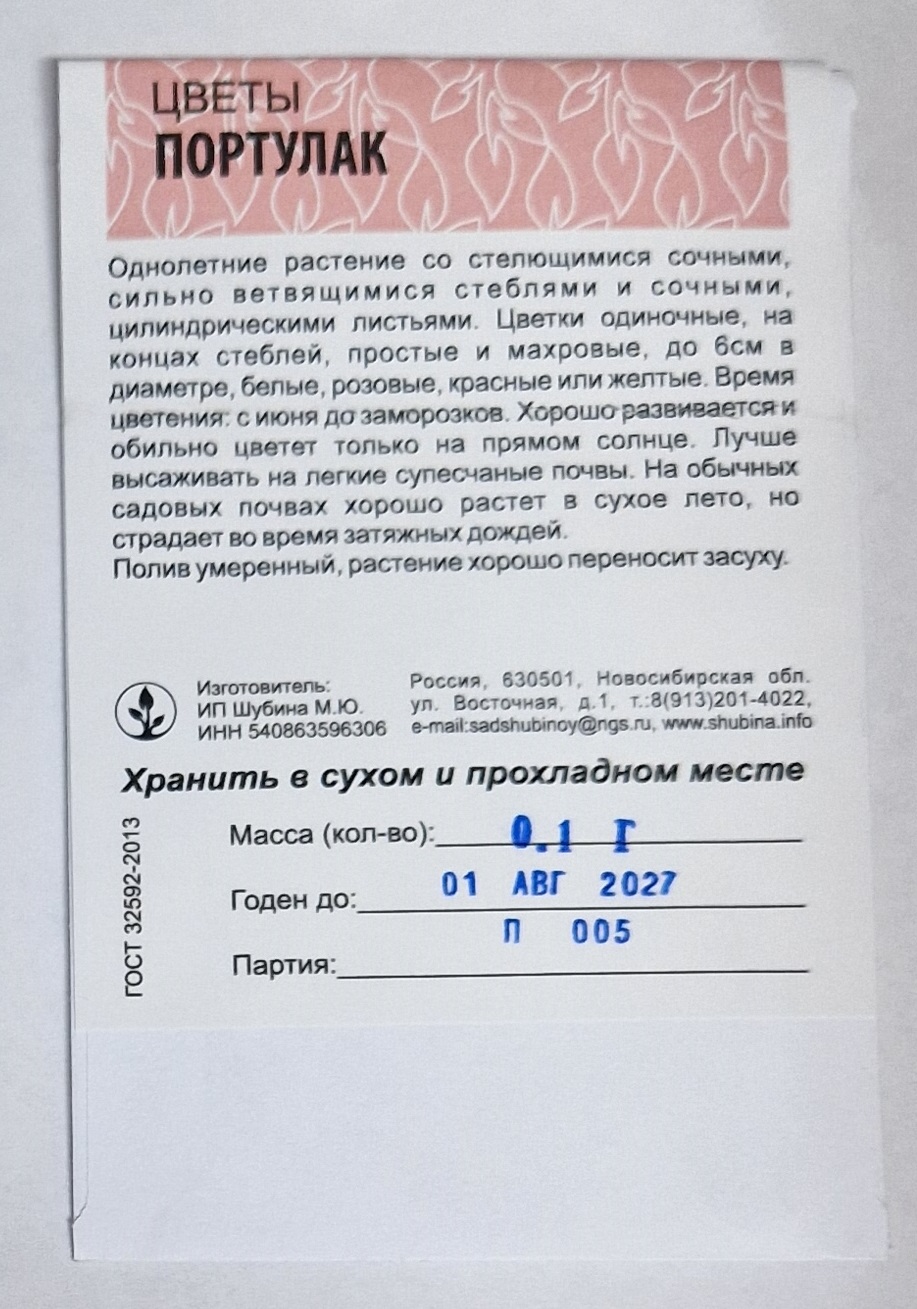 ЦВЕТЫ
ПОРТУЛАК
Однолетние растение со стелющимися сочными,
сильно ветвящимися стеблями и сочными,
цилиндрическими листьями. Цветки одиночные, на
концах стеблей, простые и махровые, до 6см в
диаметре, белые, розовые, красные или желтые. Время
цветения: с июня до заморозков. Хорошо развивается и
обильно цветет только на прямом солнце. Лучше
высаживать на легкие супесчаные почвы. На обычных
садовых почвах хорошо растет в сухое лето, но
страдает во время затяжных дождей.
Полив умеренный, растение хорошо переносит засуху.
Изготовитель:
ИП Шубина М.Ю.
ИНН 540863596306
Россия, 630501, Новосибирская обл.
ул. Восточная, д.1, т.:8(913)201-4022,
e-mail:sadshubinoy@ngs.ru, www.shubina.info
Хранить в сухом и прохладном месте
ГОСТ 32592-2013
Масса (кол-во): 0.1 Г
Годен до: 01 АВГ 2027
П 005
Партия: